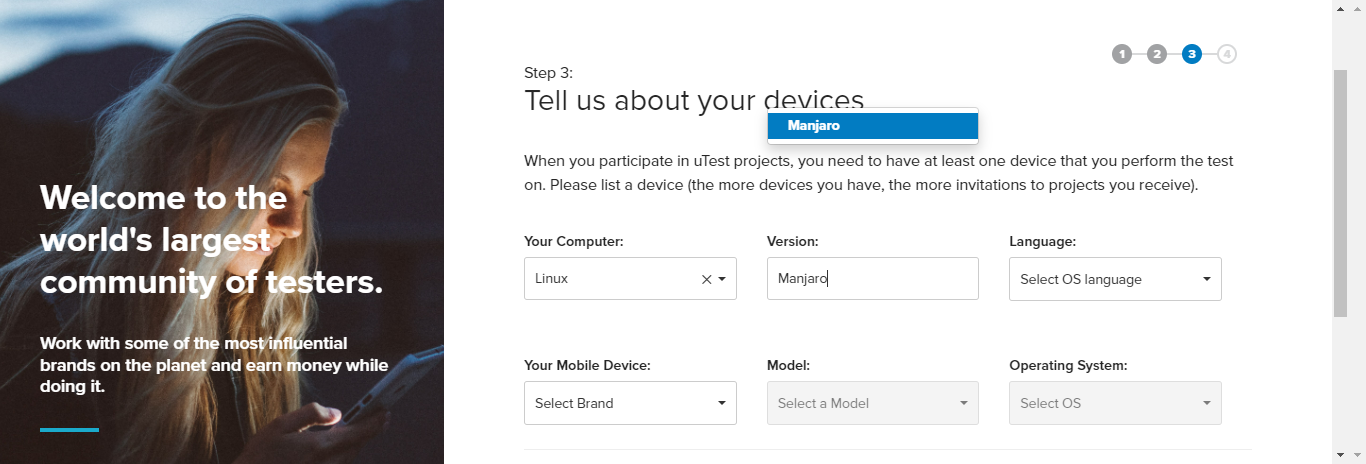 Welcome to the
world's largest
community of testers.
Work with some of the most influential
brands on the planet and earn money while
doing it.
1 2 3 4
Step 3:
Tell us about your devices
Manjaro
When you participate in uTest projects, you need to have at least one device that you perform the test
on. Please list a device (the more devices you have, the more invitations to projects you receive).
Your Computer: Version: Language:
Linux Manjaro Select OS language
Your Mobile Device: Model: Operating System:
Select Brand Select a Model Select OS